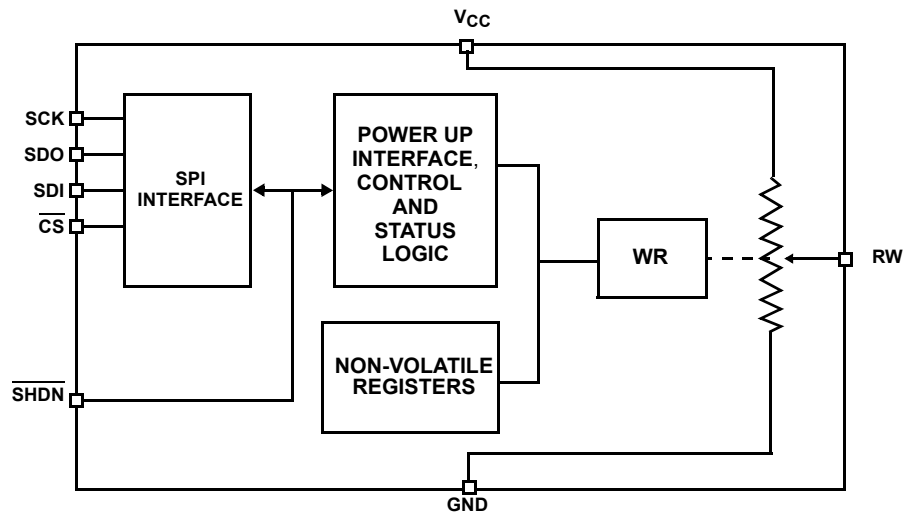 VCC
SCK
SDO
SDI
CS
SPI
INTERFACE
POWER UP
INTERFACE,
CONTROL
AND
STATUS
LOGIC
WR
RW
NON-VOLATILE
REGISTERS
SHDN
GND